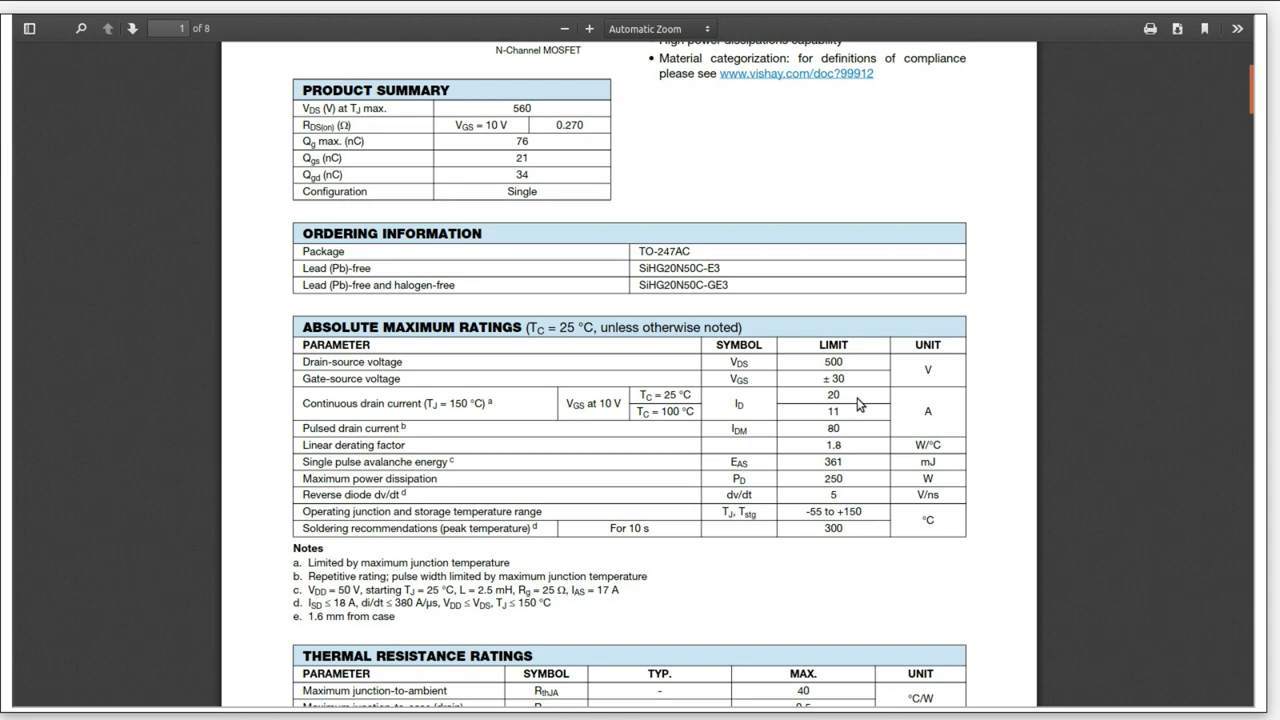 1 of 8
Automatic Zoom
High power dissipations capability
N-Channel MOSFET
• Material categorization: for definitions of compliance
please see www.vishay.com/doc?99912
PRODUCT SUMMARY
VDS (V) at TJ max. 560
RDS(on) (Ω) VGS = 10 V 0.270
Qg max. (nC) 76
Qgs (nC) 21
Qgd (nC) 34
Configuration Single
ORDERING INFORMATION
Package TO-247AC
Lead (Pb)-free SiHG20N50C-E3
Lead (Pb)-free and halogen-free SiHG20N50C-GE3
ABSOLUTE MAXIMUM RATINGS (TC = 25 °C, unless otherwise noted)
PARAMETER SYMBOL LIMIT UNIT
Drain-source voltage VDS 500 V
Gate-source voltage VGS ± 30
Continuous drain current (TJ = 150 °C) a VGS at 10 V TC = 25 °C ID 20 A
TC = 100 °C 11
Pulsed drain current b IDM 80
Linear derating factor 1.8 W/°C
Single pulse avalanche energy c EAS 361 mJ
Maximum power dissipation PD 250 W
Reverse diode dv/dt d dv/dt 5 V/ns
Operating junction and storage temperature range TJ, Tstg -55 to +150 °C
Soldering recommendations (peak temperature) d For 10 s 300
Notes
a. Limited by maximum junction temperature
b. Repetitive rating; pulse width limited by maximum junction temperature
c. VDD = 50 V, starting TJ = 25 °C, L = 2.5 mH, Rg = 25 Ω, IAS = 17 A
d. ISD ≤ 18 A, di/dt ≤ 380 A/μs, VDD ≤ VDS, TJ ≤ 150 °C
e. 1.6 mm from case
THERMAL RESISTANCE RATINGS
PARAMETER SYMBOL TYP. MAX. UNIT
Maximum junction-to-ambient RthJA - 40 °C/W
Maximum junction-to-case (drain)